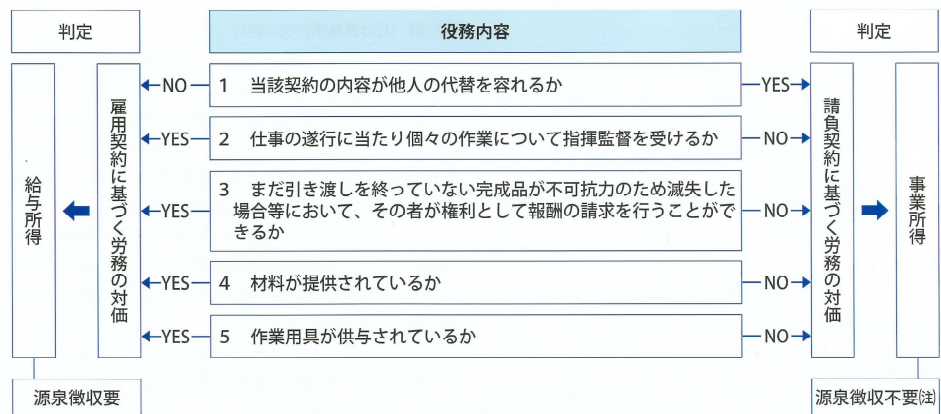 判定
役務内容
判定
NO
1 当該契約の内容が他人の代替を容れるか
YES
YES
2 仕事の遂行に当たり個々の作業について指揮監督を受けるか
NO
YES
3 まだ引き渡しを終っていない完成品が不可抗力のため滅失した
場合等において、その者が権利として報酬の請求を行うことがで
きるか
NO
YES
4 材料が提供されているか
NO
YES
5 作業用具が供与されているか
NO
給与所得
雇用契約に基づく労務の対価
請負契約に基づく労務の対価
事業所得
源泉徴収要
源泉徴収不要(注)